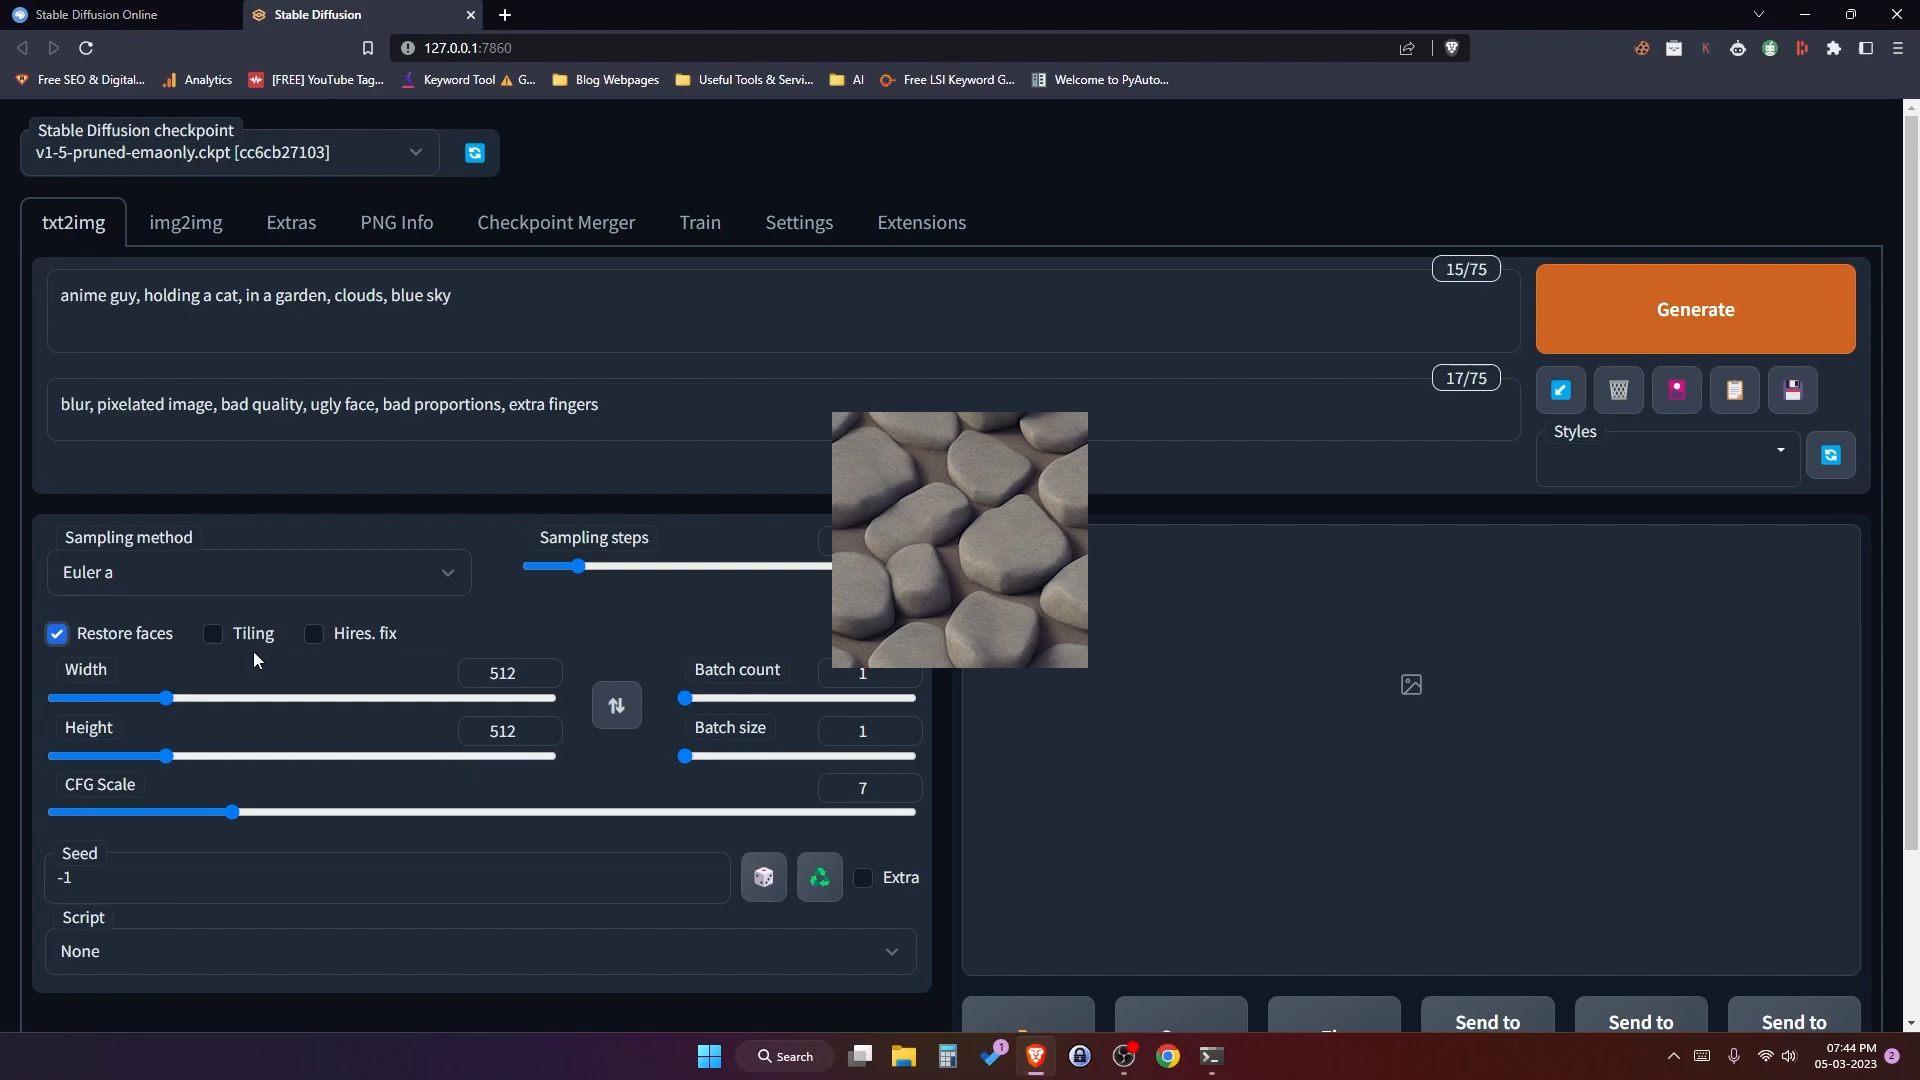 Stable Diffusion Online
Stable Diffusion
127.0.0.1:7860
Free SEO & Digital...
Analytics
[FREE] YouTube Tag...
Keyword Tool
G...
Blog Webpages
Useful Tools & Servi...
AI
Free LSI Keyword G...
Welcome to PyAuto...
Stable Diffusion checkpoint
v1-5-pruned-emaonly.ckpt [cc6cb27103]
txt2img
img2img
Extras
PNG Info
Checkpoint Merger
Train
Settings
Extensions
15/75
anime guy, holding a cat, in a garden, clouds, blue sky
Generate
17/75
blur, pixelated image, bad quality, ugly face, bad proportions, extra fingers
Styles
Sampling method
Sampling steps
Euler a
Restore faces
Tiling
Hires. fix
Width
512
Batch count
1
Height
512
Batch size
1
CFG Scale
7
Seed
-1
Extra
Script
None
Send to
Send to
Send to
Search
1
07:44 PM
05-03-2023
2